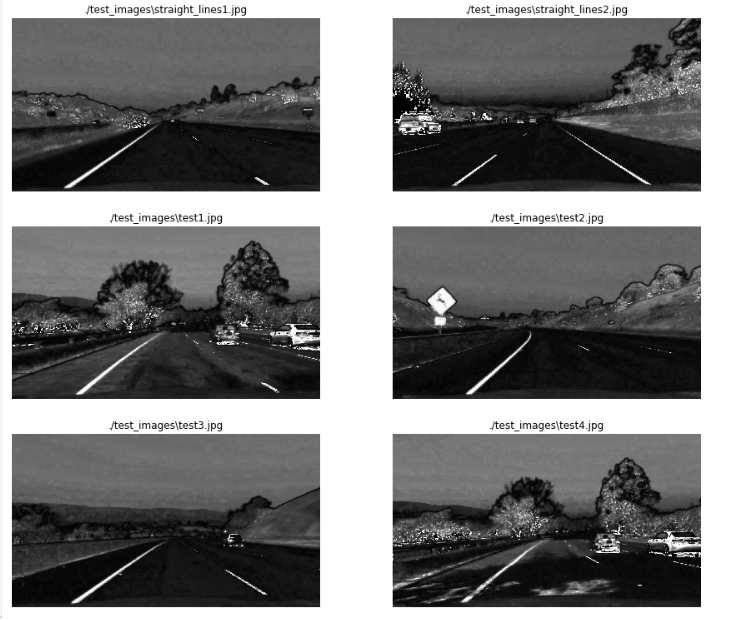 ./test_images\straight_lines1.jpg
./test_images\straight_lines2.jpg
./test_images\test1.jpg
./test_images\test2.jpg
./test_images\test3.jpg
./test_images\test4.jpg